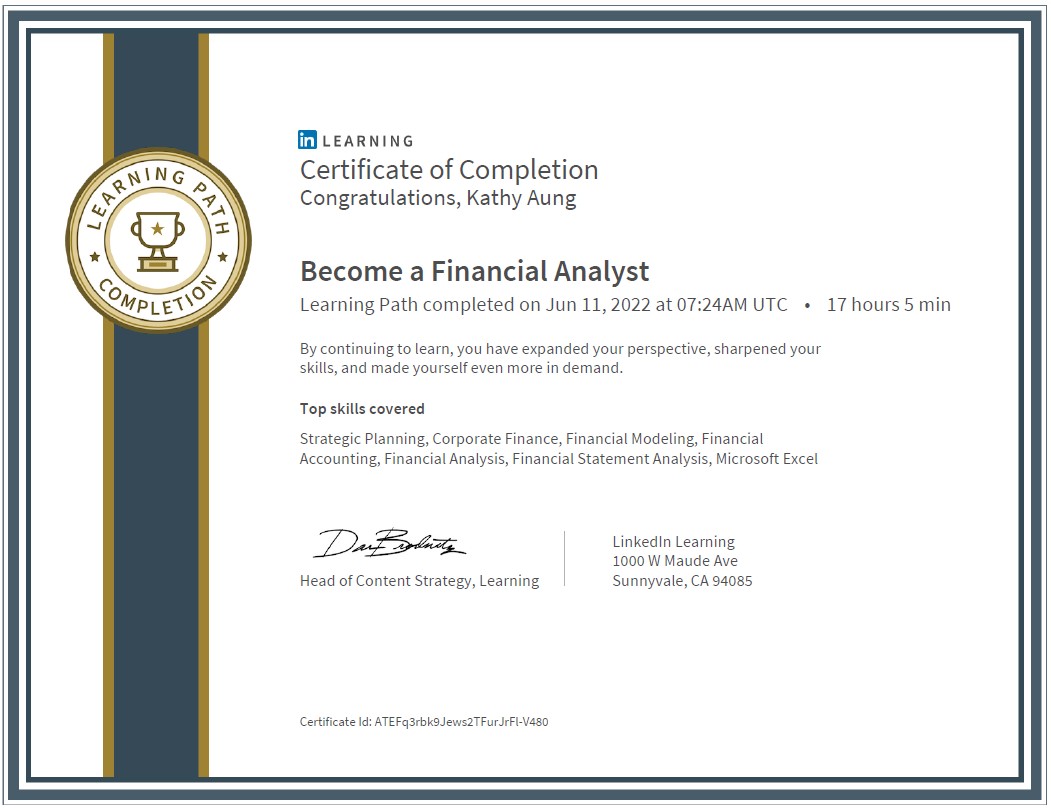 LEARNING PATH
COMPLETION
in LEARNING
Certificate of Completion
Congratulations, Kathy Aung
Become a Financial Analyst
Learning Path completed on Jun 11, 2022 at 07:24AM UTC • 17 hours 5 min
By continuing to learn, you have expanded your perspective, sharpened your
skills, and made yourself even more in demand.
Top skills covered
Strategic Planning, Corporate Finance, Financial Modeling, Financial
Accounting, Financial Analysis, Financial Statement Analysis, Microsoft Excel
Head of Content Strategy, Learning
LinkedIn Learning
1000 W Maude Ave
Sunnyvale, CA 94085
Certificate Id: ATEFq3rbk9Jews2TFurJrFl-V480